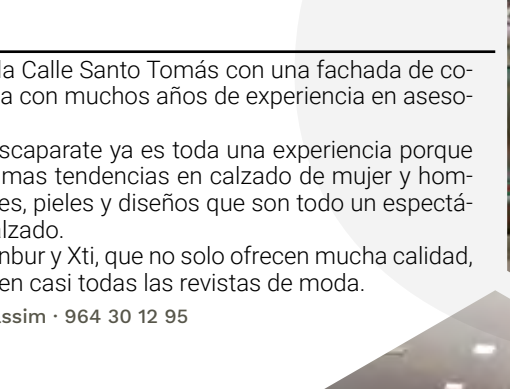 la Calle Santo Tomás con una fachada de co-
a con muchos años de experiencia en aseso-
scaparate ya es toda una experiencia porque
mas tendencias en calzado de mujer y hom-
es, pieles y diseños que son todo un espectá-
lzado.
nbur y Xti, que no solo ofrecen mucha calidad,
en casi todas las revistas de moda.
ssim · 964 30 12 95